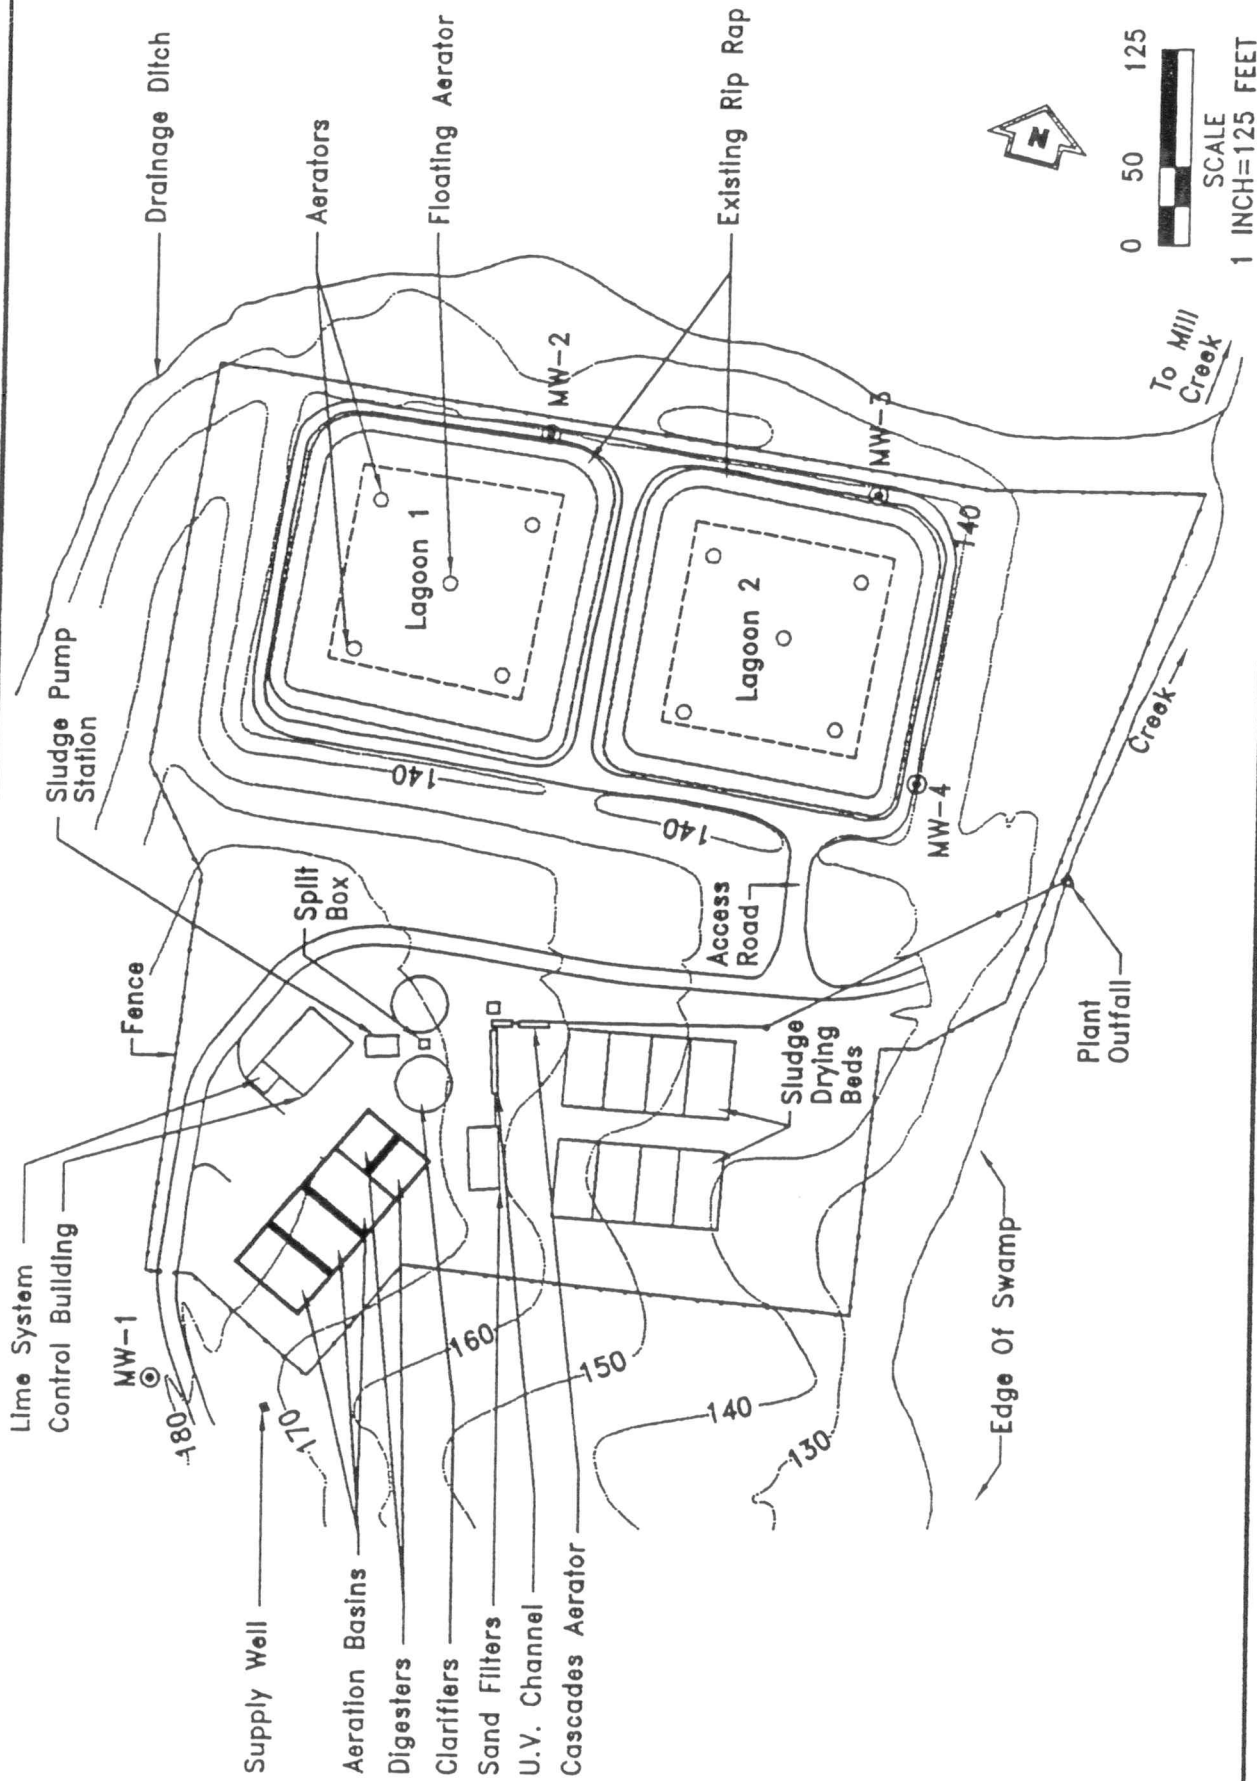 Lime System
Control Building
MW-1
Supply Well
180
170
Aeration Basins
Digesters
Clarifiers
Sand Filters
U.V. Channel
Cascades Aerator
160
150
140
130
Edge Of Swamp
Fence
Sludge Pump
Station
Split
Box
Sludge
Drying
Beds
Plant
Outfall
Access
Road
140
140
MW-4
Lagoon 1
Lagoon 2
MW-2
MW-3
140
Creek
To Mill
Creek
Drainage Ditch
Aerators
Floating Aerator
Existing Rip Rap
N
0 50 125
SCALE
1 INCH=125 FEET